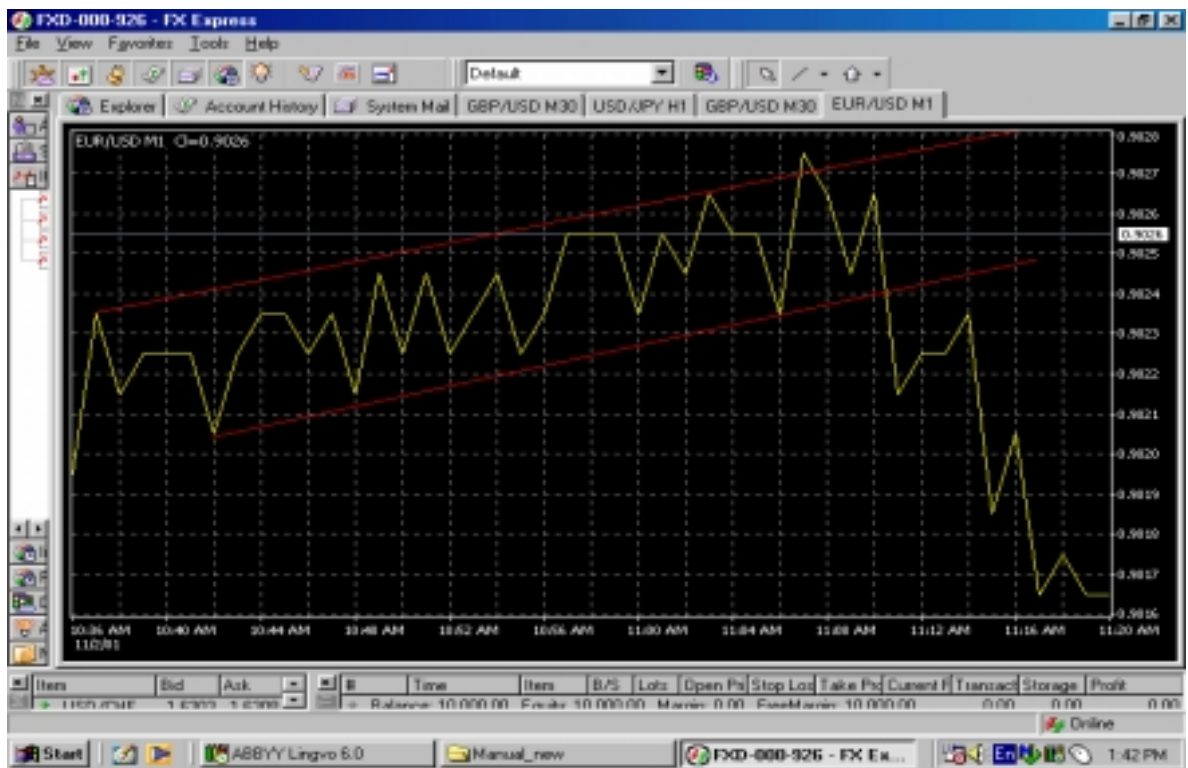 FXD-000-926 - FX Express
File View Favorites Tools Help
Default
Explorer Account History System Mail GBP/USD M30 USD/JPY H1 GBP/USD M30 EUR/USD M1
EUR/USD M1 Cl=0.9026
0.9028
0.9027
0.9026
0.9026
0.9025
0.9024
0.9023
0.9022
0.9021
0.9020
0.9019
0.9018
0.9017
0.9016
10:36 AM 10:40 AM 10:44 AM 10:48 AM 10:52 AM 10:56 AM 11:00 AM 11:04 AM 11:08 AM 11:12 AM 11:16 AM 11:20 AM
11/2/01
Item Bid Ask # Time Item B/S Lots Open Pri Stop Los Take Pro Current P Transact Storage Profit
Balance: 10 000.00 Equity: 10 000.00 Margin: 0.00 FreeMargin: 10 000.00 0.00 0.00 0.00
Online
Start ABBYY Lingvo 6.0 Manual_new FXD-000-926 - FX Ex... En 1:42 PM